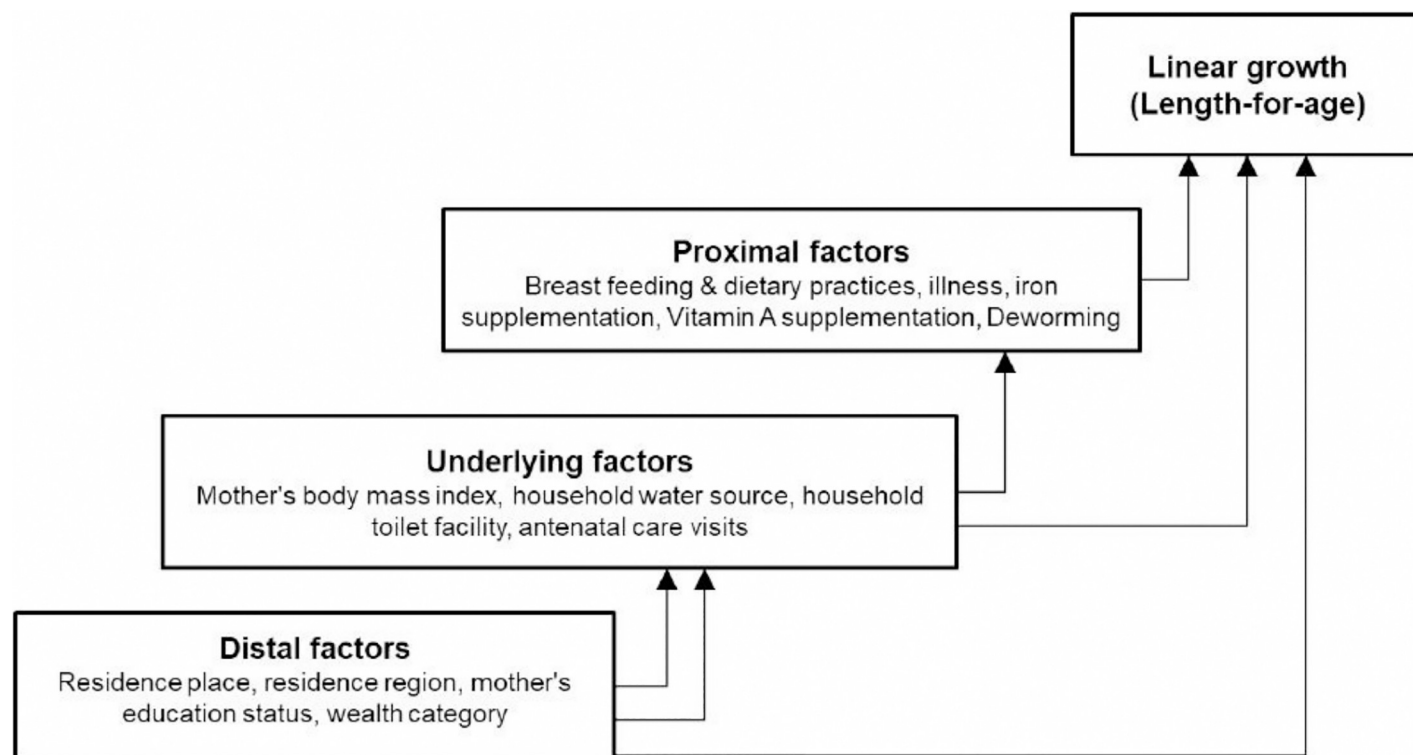 Linear growth
(Length-for-age)
Proximal factors
Breast feeding & dietary practices, illness, iron
supplementation, Vitamin A supplementation, Deworming
Underlying factors
Mother's body mass index, household water source, household
toilet facility, antenatal care visits
Distal factors
Residence place, residence region, mother's
education status, wealth category